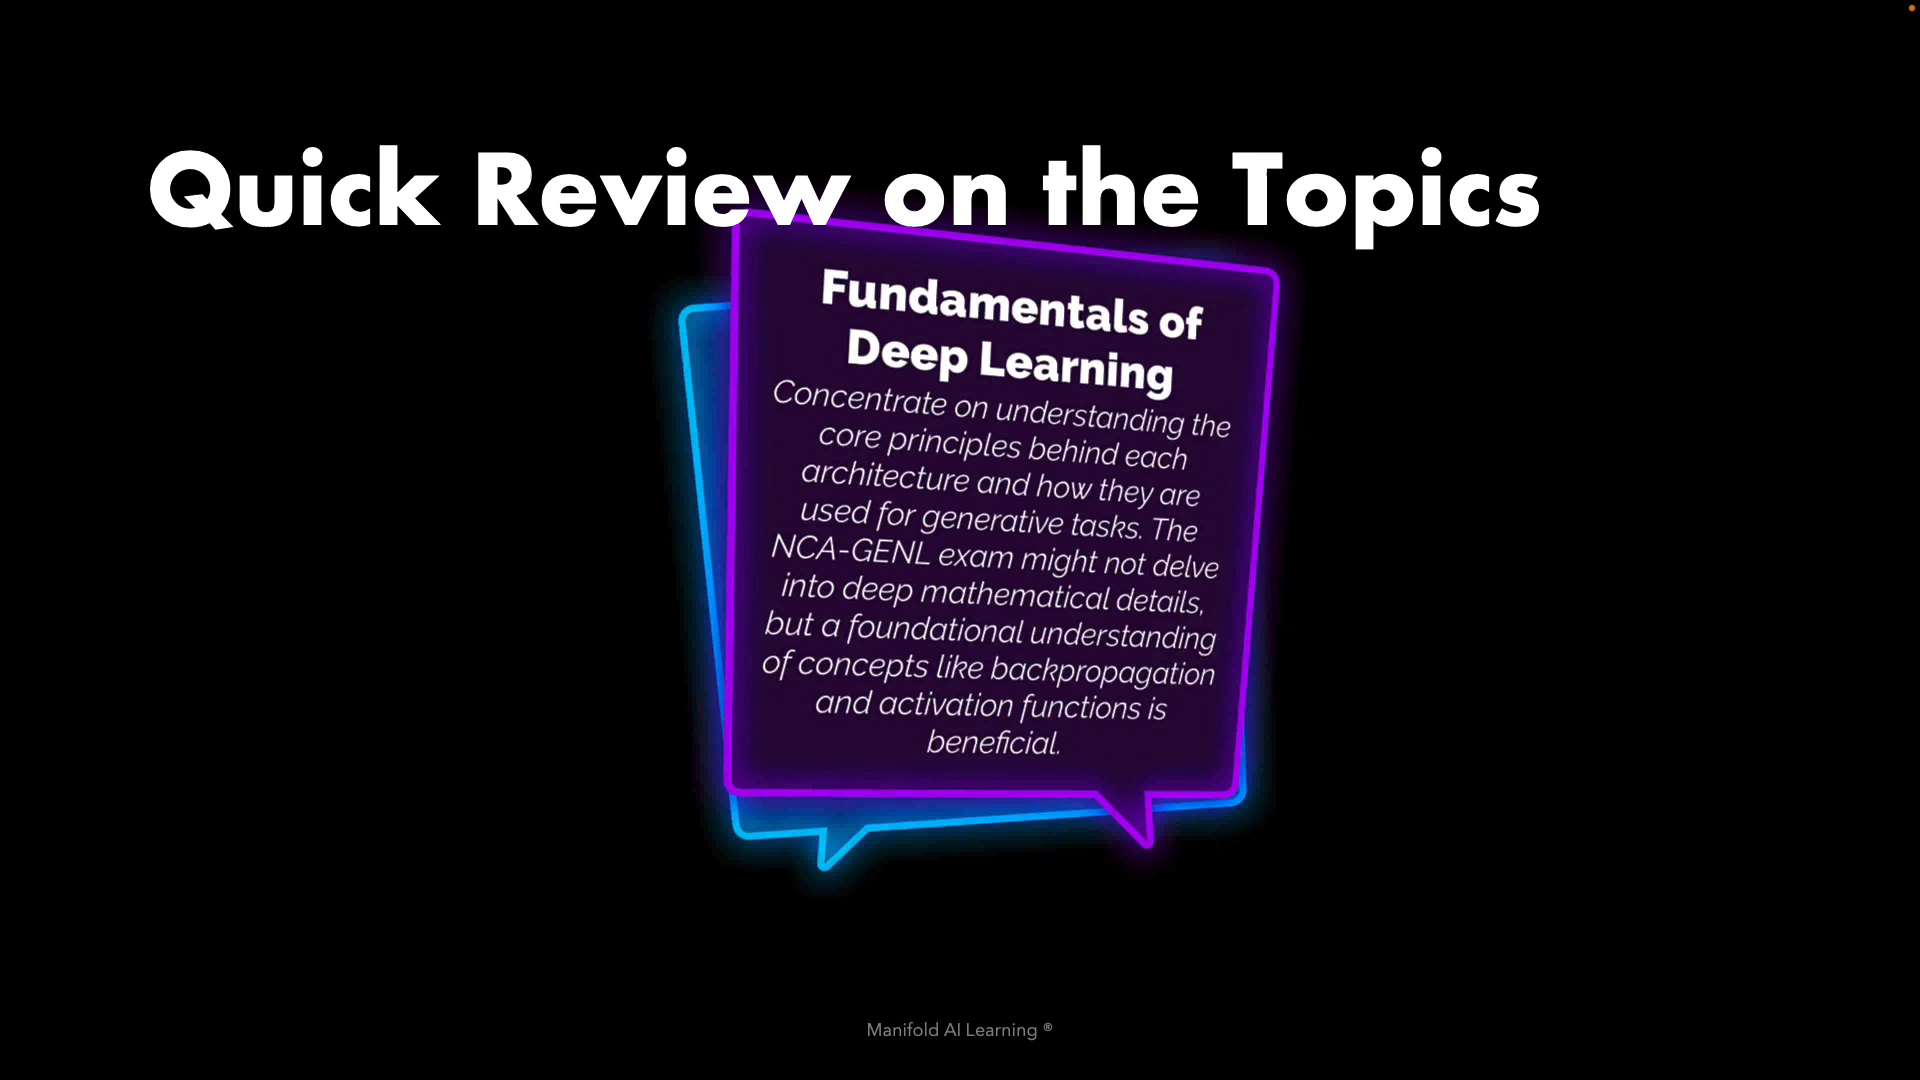 Quick Review on the Topics
Fundamentals of
Deep Learning
Concentrate on understanding the
core principles behind each
architecture and how they are
used for generative tasks. The
NCA-GENL exam might not delve
into deep mathematical details,
but a foundational understanding
of concepts like backpropagation
and activation functions is
beneficial.
Manifold AI Learning ®